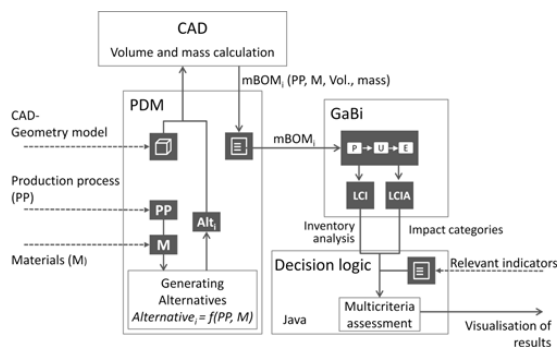 CAD
Volume and mass calculation
mBOMi (PP, M, Vol., mass)
PDM
GaBi
CAD-
Geometry model
mBOMi
P U E
Production process
(PP)
PP
Alti
LCI LCIA
M
Materials (M)
Inventory
analysis
Impact categories
Generating
Alternatives
Alternativei = f(PP, M)
Decision logic
Relevant indicators
Multicriteria
assessment
Java
Visualisation of
results